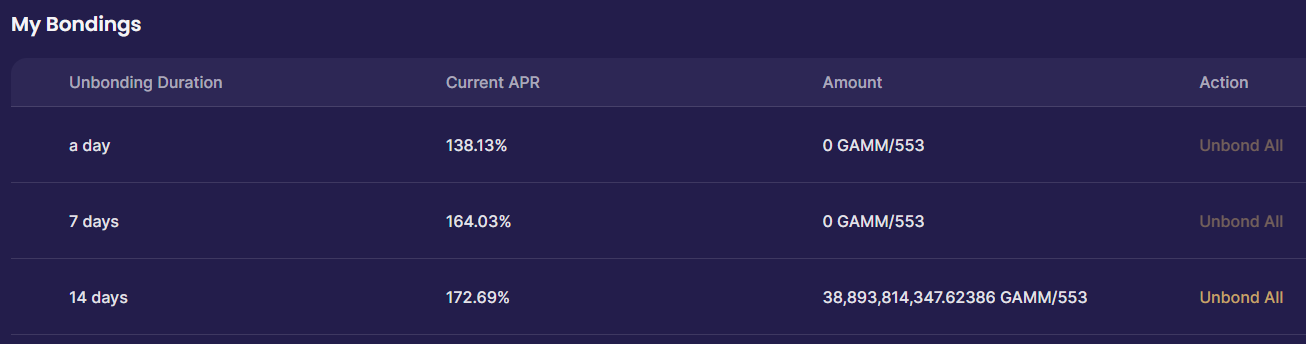 My Bondings
Unbonding Duration Current APR Amount Action
a day 138.13% 0 GAMM/553 Unbond All
7 days 164.03% 0 GAMM/553 Unbond All
14 days 172.69% 38,893,814,347.62386 GAMM/553 Unbond All